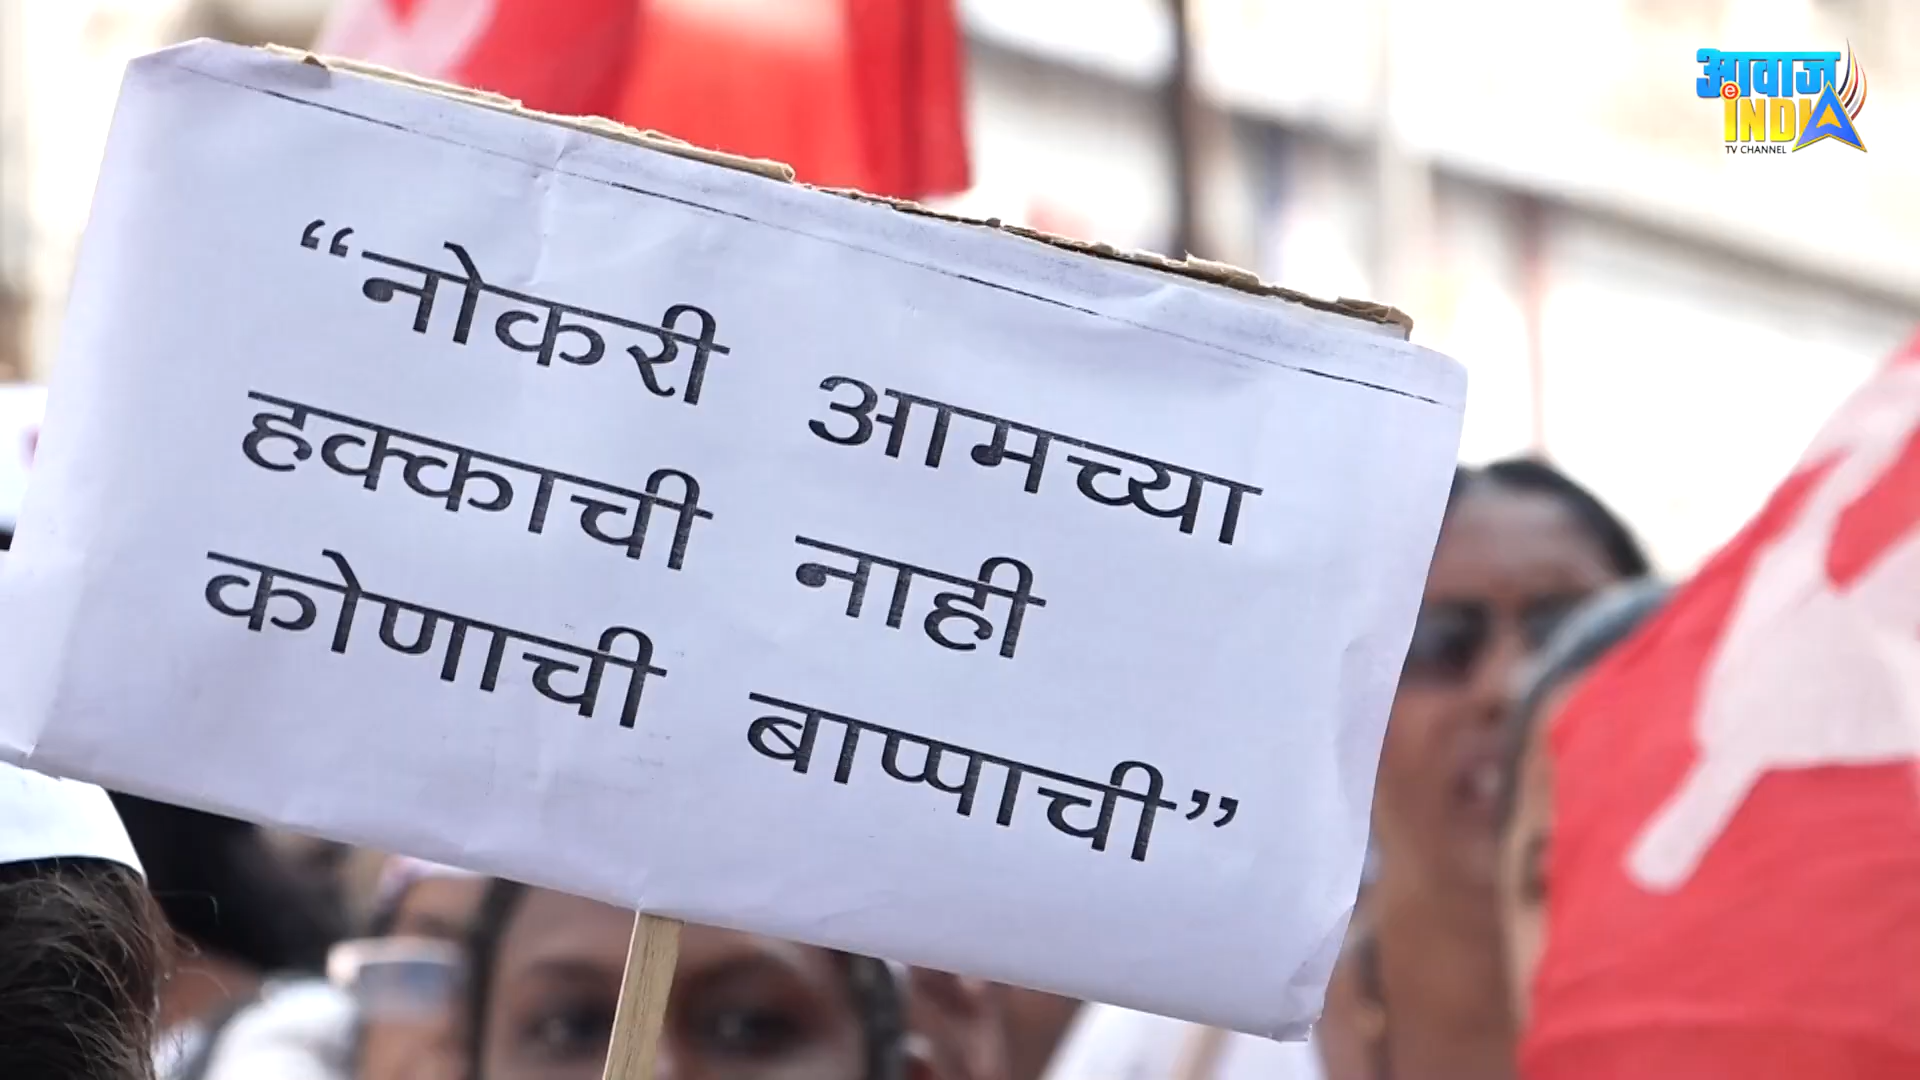 “नोकरी आमच्या
हक्काची नाही
कोणाची बाप्पाची”
आवाज
e
INDIA
TV CHANNEL